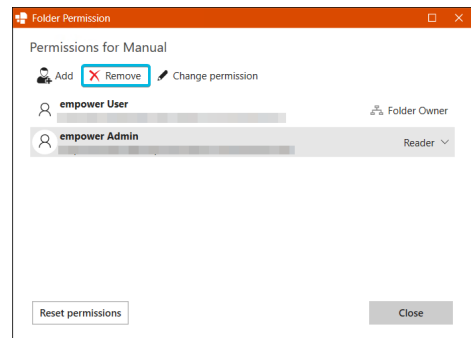 Folder Permission
Permissions for Manual
Add Remove Change permission
empower User
Folder Owner
empower Admin
Reader
Reset permissions Close